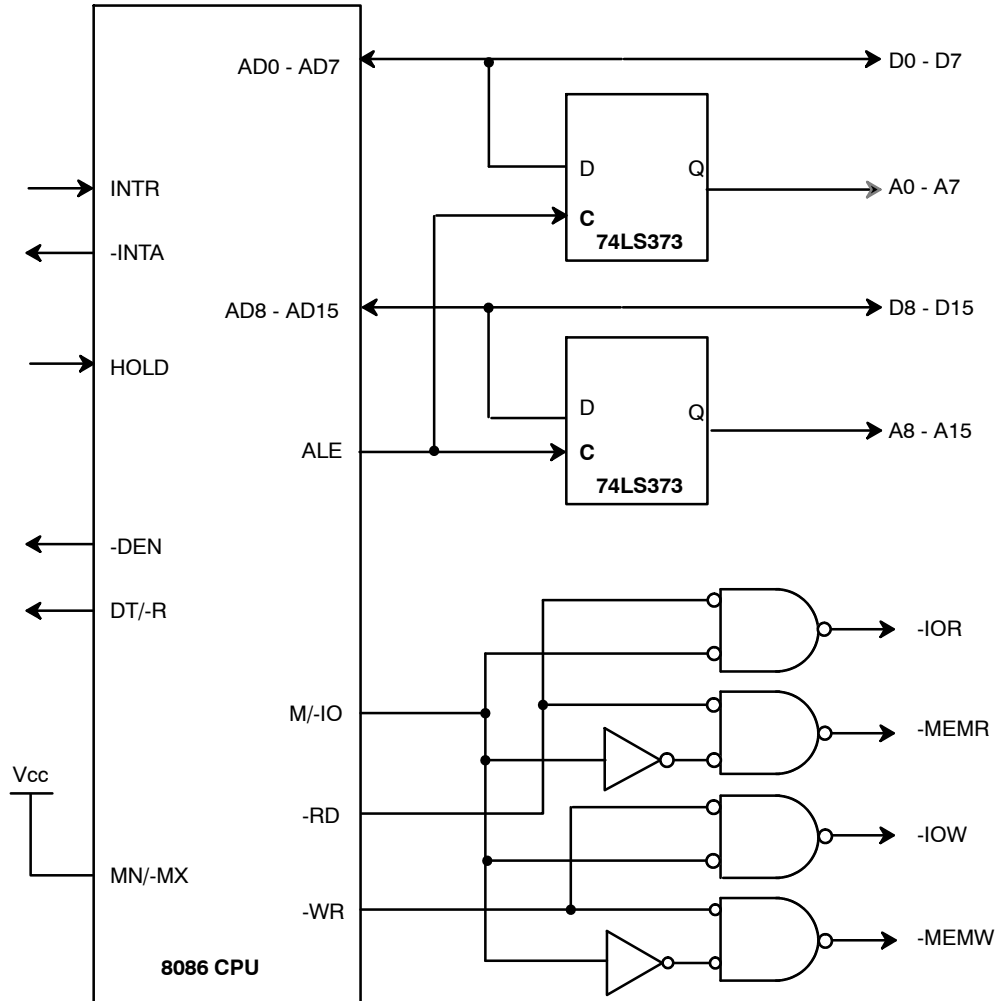 AD0 - AD7
D0 - D7
D
Q
INTR
A0 - A7
C
74LS373
-INTA
AD8 - AD15
D8 - D15
HOLD
D
Q
A8 - A15
ALE
C
74LS373
-DEN
DT/-R
-IOR
M/-IO
-MEMR
Vcc
-RD
-IOW
MN/-MX
-WR
-MEMW
8086 CPU